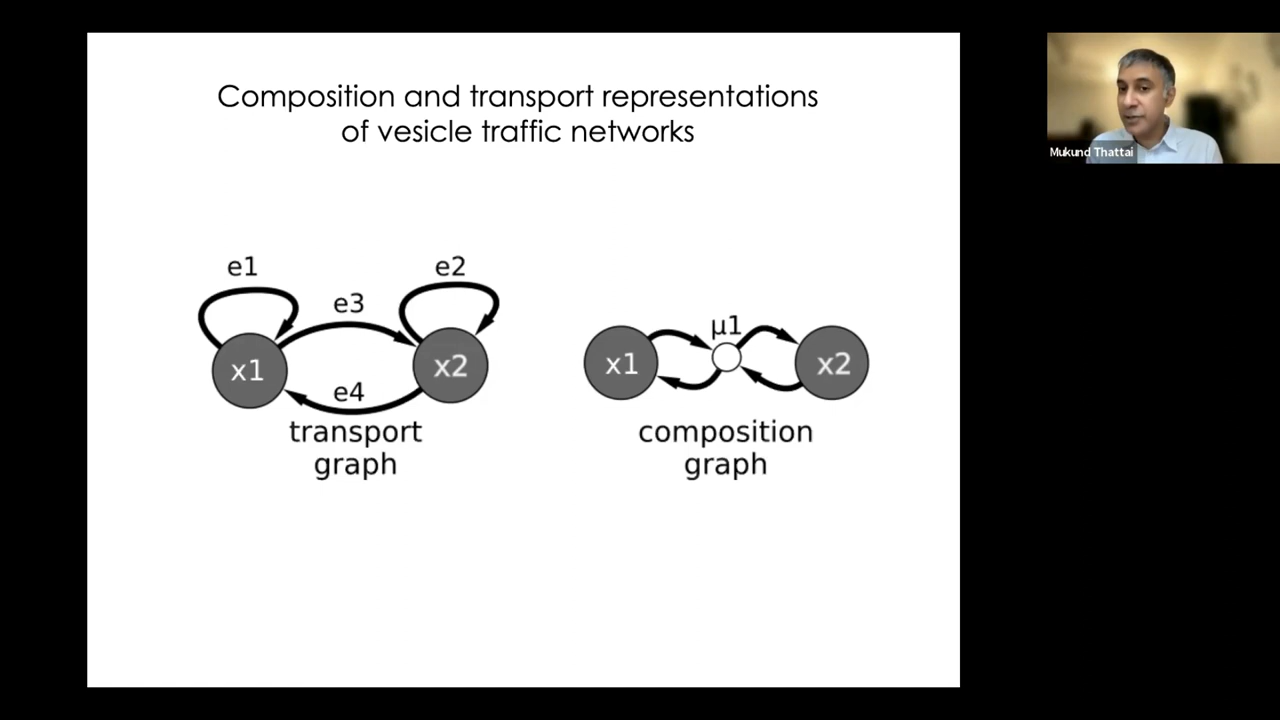 Composition and transport representations
of vesicle traffic networks
e1
e2
e3
x1
x2
e4
transport
graph
μ1
x1
x2
composition
graph
Mukund Thattai